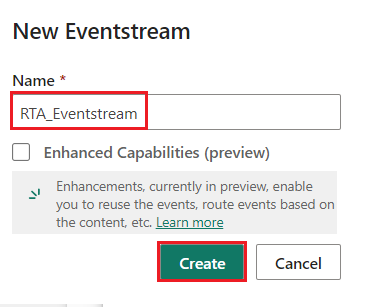 New Eventstream
Name *
RTA_Eventstream
Enhanced Capabilities (preview)
Enhancements, currently in preview, enable
you to reuse the events, route events based on
the content, etc. Learn more
Create
Cancel